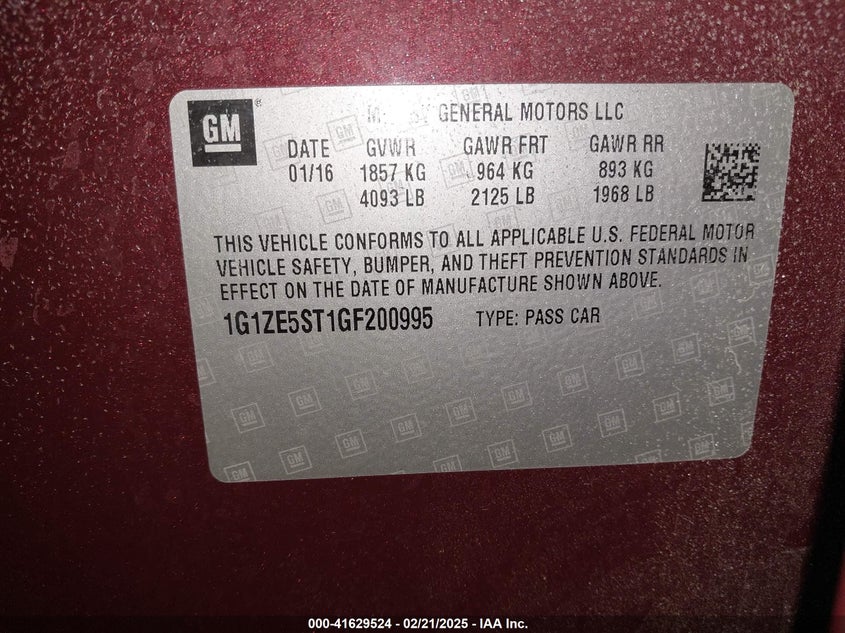 GM ®
GENERAL MOTORS LLC
DATE GVWR GAWR FRT GAWR RR
01/16 1857 KG 964 KG 893 KG
4093 LB 2125 LB 1968 LB
THIS VEHICLE CONFORMS TO ALL APPLICABLE U.S. FEDERAL MOTOR
VEHICLE SAFETY, BUMPER, AND THEFT PREVENTION STANDARDS IN
EFFECT ON THE DATE OF MANUFACTURE SHOWN ABOVE.
1G1ZE5ST1GF200995 TYPE: PASS CAR
000-41629524 — 02/21/2025 — IAA Inc.